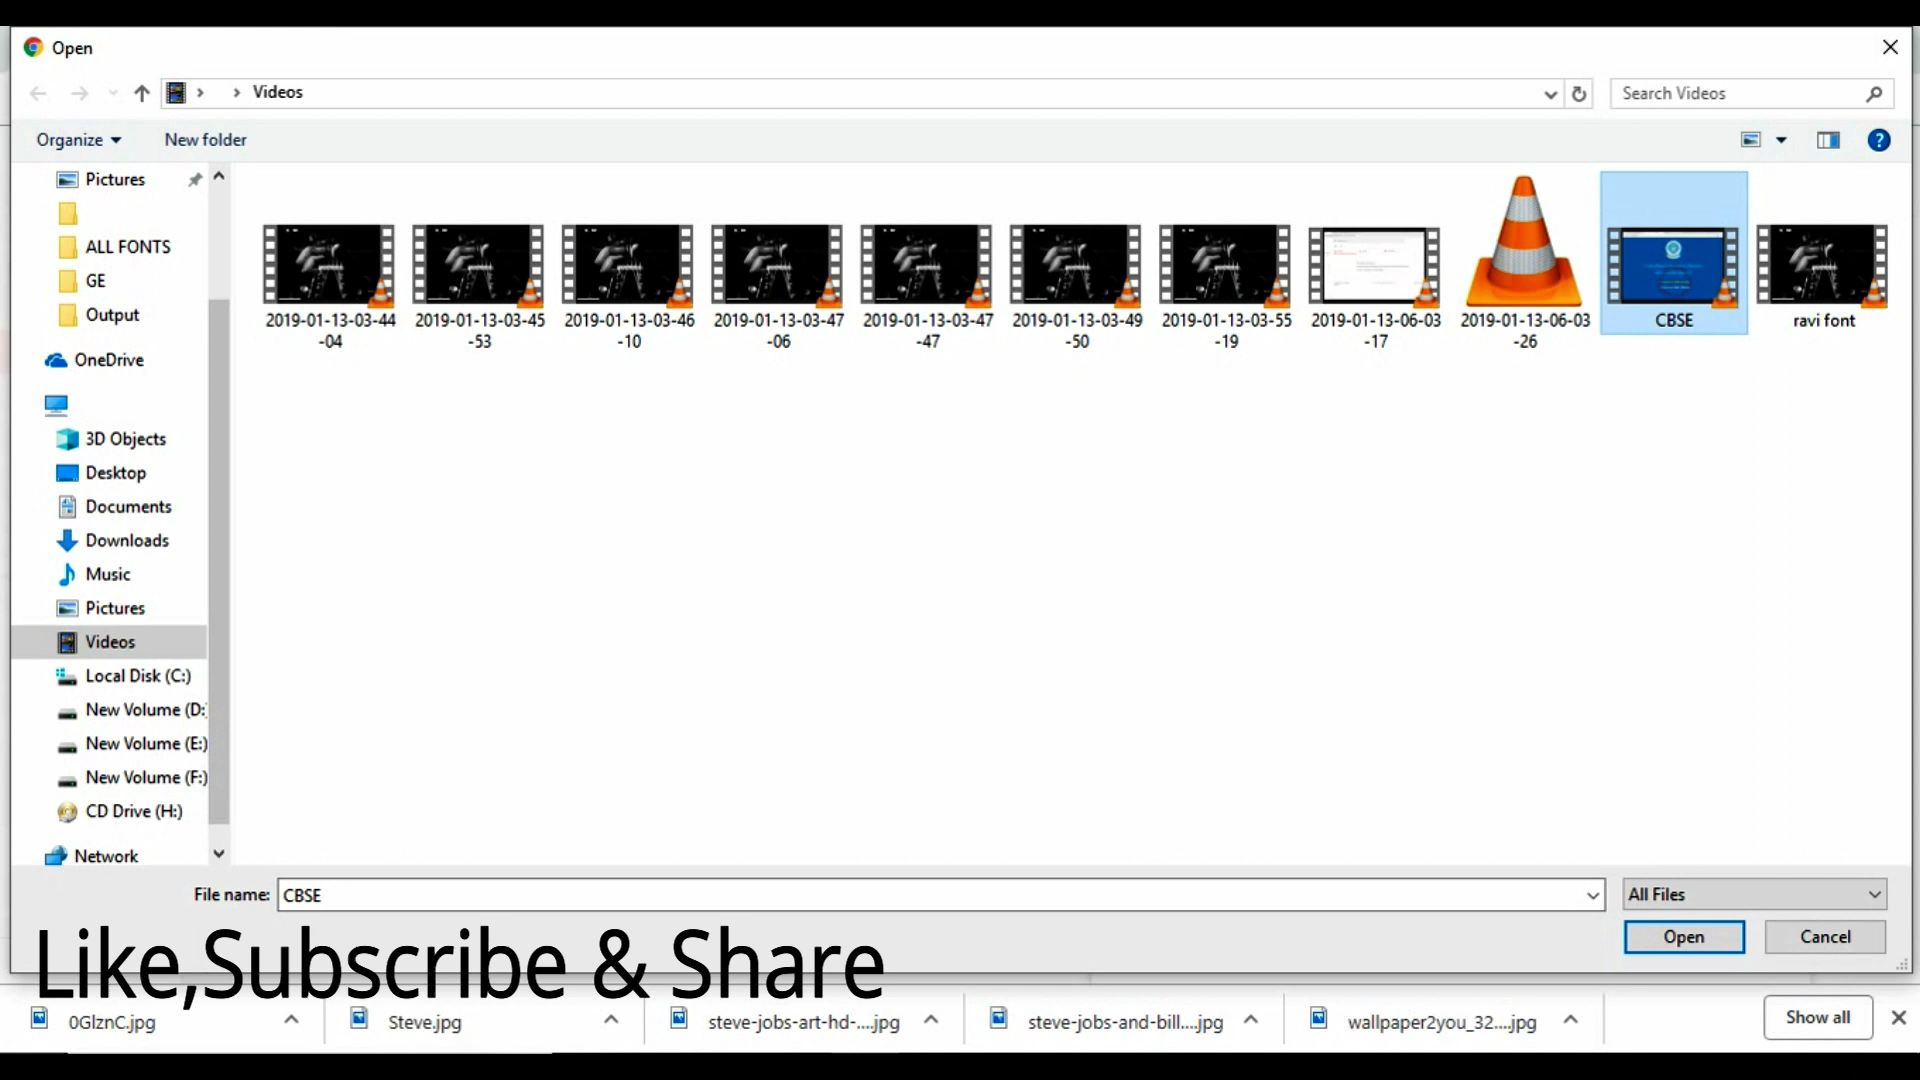 Open
Videos
Search Videos
Organize
New folder
Pictures
ALL FONTS
GE
Output
OneDrive
3D Objects
Desktop
Documents
Downloads
Music
Pictures
Videos
Local Disk (C:)
New Volume (D:
New Volume (E:)
New Volume (F:)
CD Drive (H:)
Network
2019-01-13-03-44
-04
2019-01-13-03-45
-53
2019-01-13-03-46
-10
2019-01-13-03-47
-06
2019-01-13-03-47
-47
2019-01-13-03-49
-50
2019-01-13-03-55
-19
2019-01-13-06-03
-17
2019-01-13-06-03
-26
CBSE
ravi font
File name: CBSE
All Files
Open
Cancel
Like,Subscribe & Share
0GlznC.jpg
Steve.jpg
steve-jobs-art-hd-....jpg
steve-jobs-and-bill....jpg
wallpaper2you_32....jpg
Show all